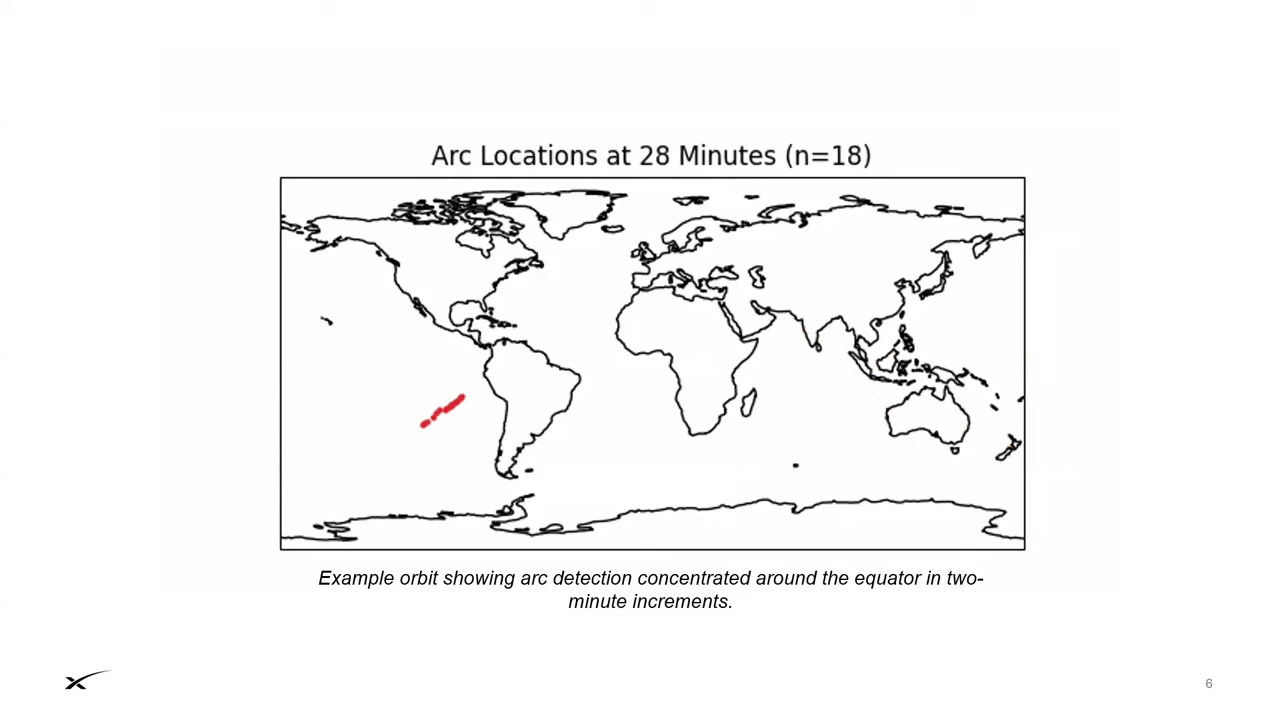 Arc Locations at 28 Minutes (n=18)
Example orbit showing arc detection concentrated around the equator in two-
minute increments.
6